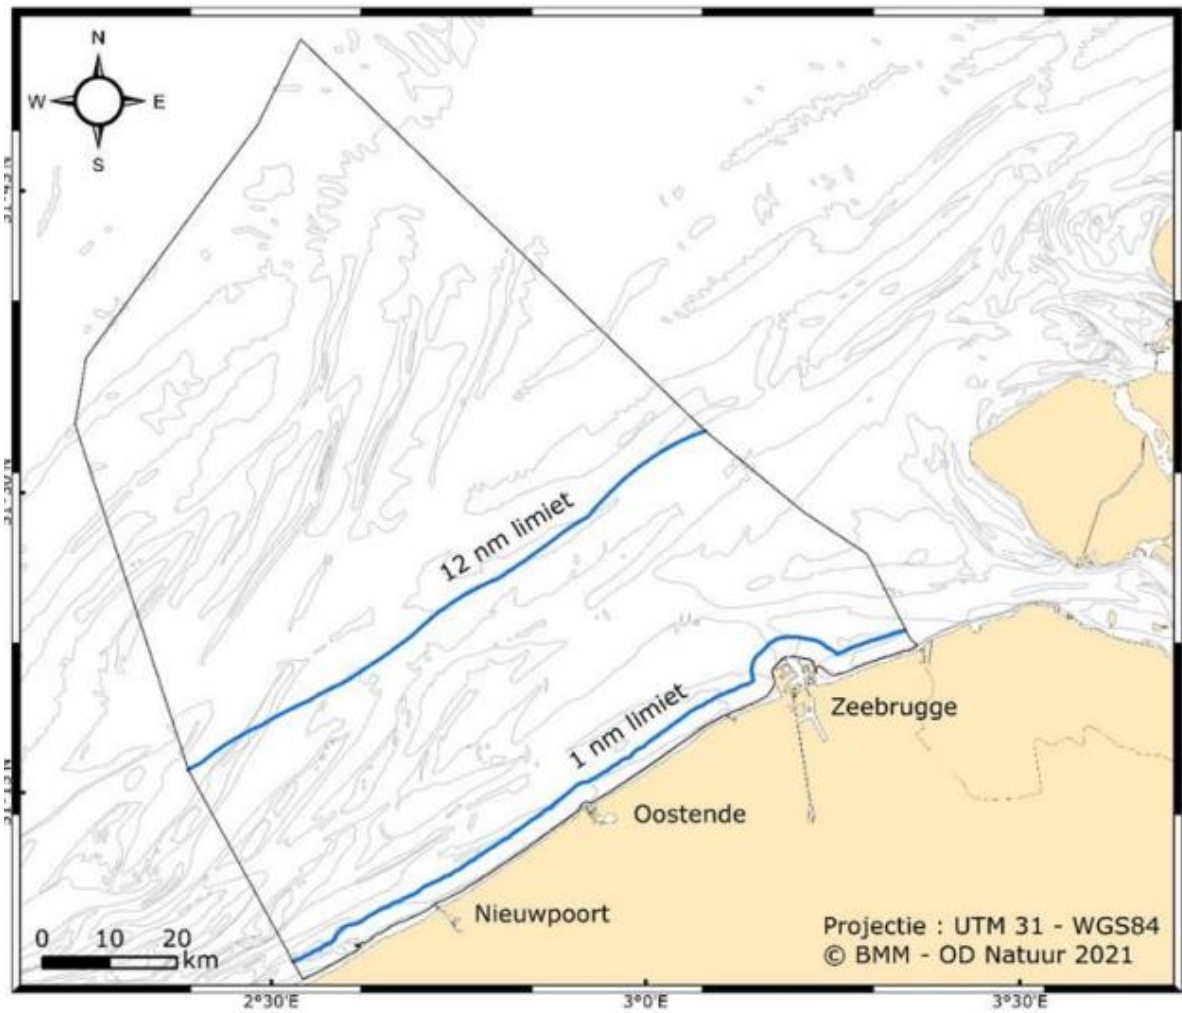 N
W E
S
12 nm limiet
1 nm limiet
Zeebrugge
Oostende
Nieuwpoort
0 10 20
km
Projectie : UTM 31 - WGS84
© BMM - OD Natuur 2021
2°30'E 3°0'E 3°30'E